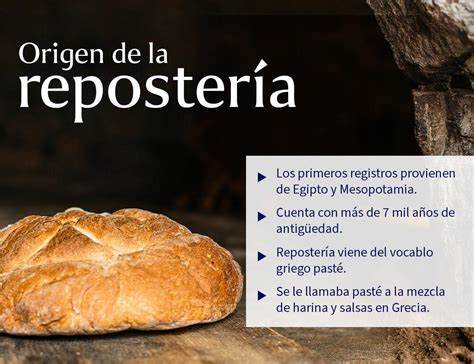 Origen de la
repostería
Los primeros registros provienen
de Egipto y Mesopotamia.
Cuenta con más de 7 mil años de
antigüedad.
Repostería viene del vocablo
griego pasté.
Se le llamaba pasté a la mezcla
de harina y salsas en Grecia.